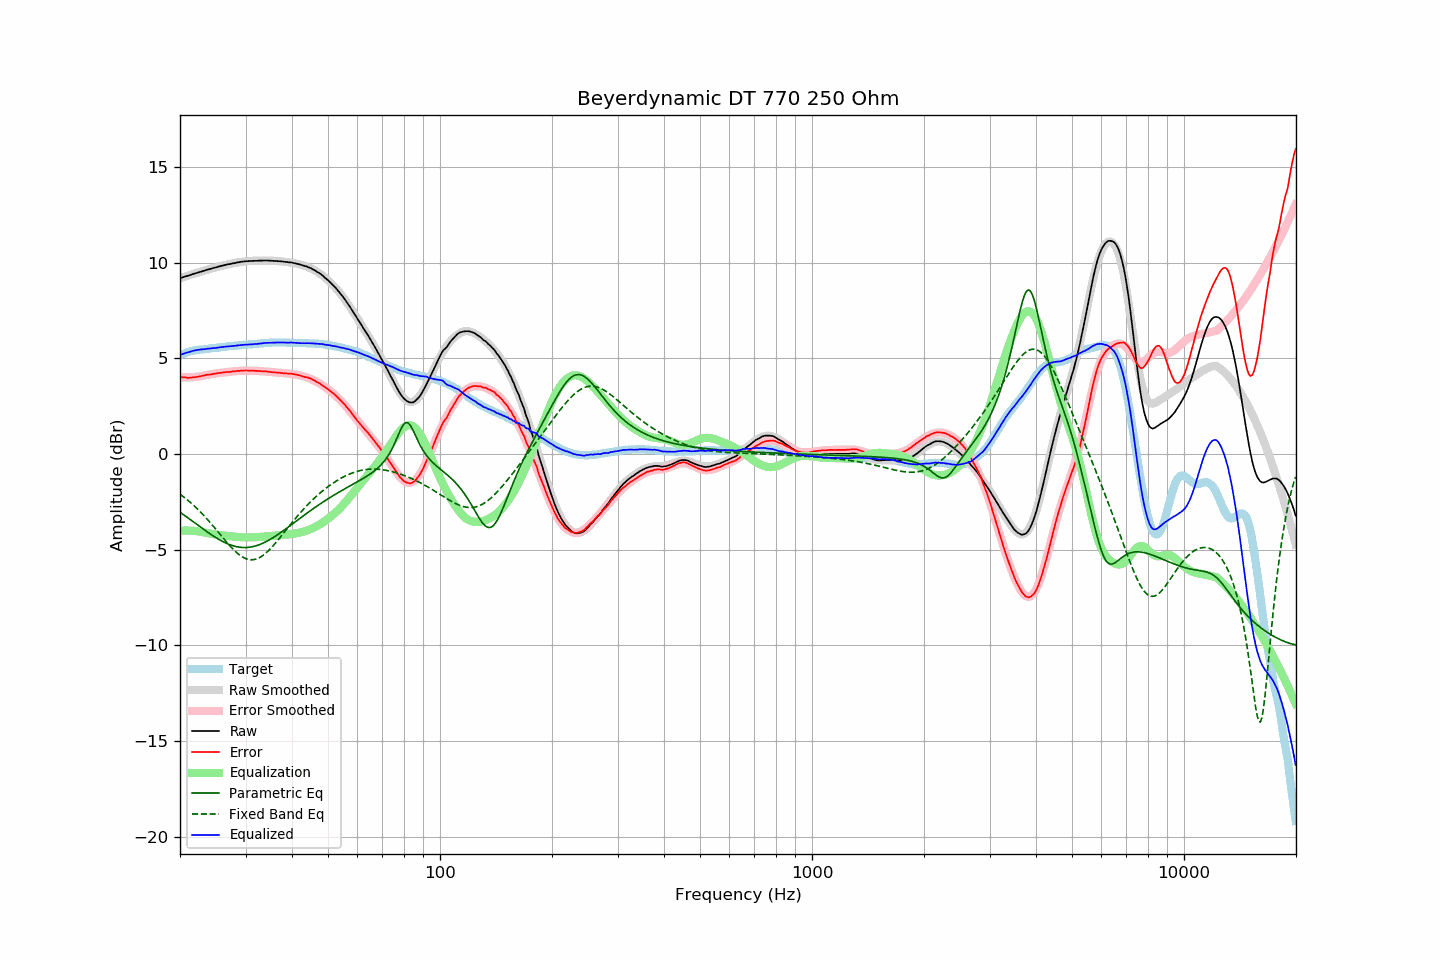 Beyerdynamic DT 770 250 Ohm
15
10
5
0
−5
−10
−15
−20
Amplitude (dBr)
Target
Raw Smoothed
Error Smoothed
Raw
Error
Equalization
Parametric Eq
Fixed Band Eq
Equalized
100 1000 10000
Frequency (Hz)